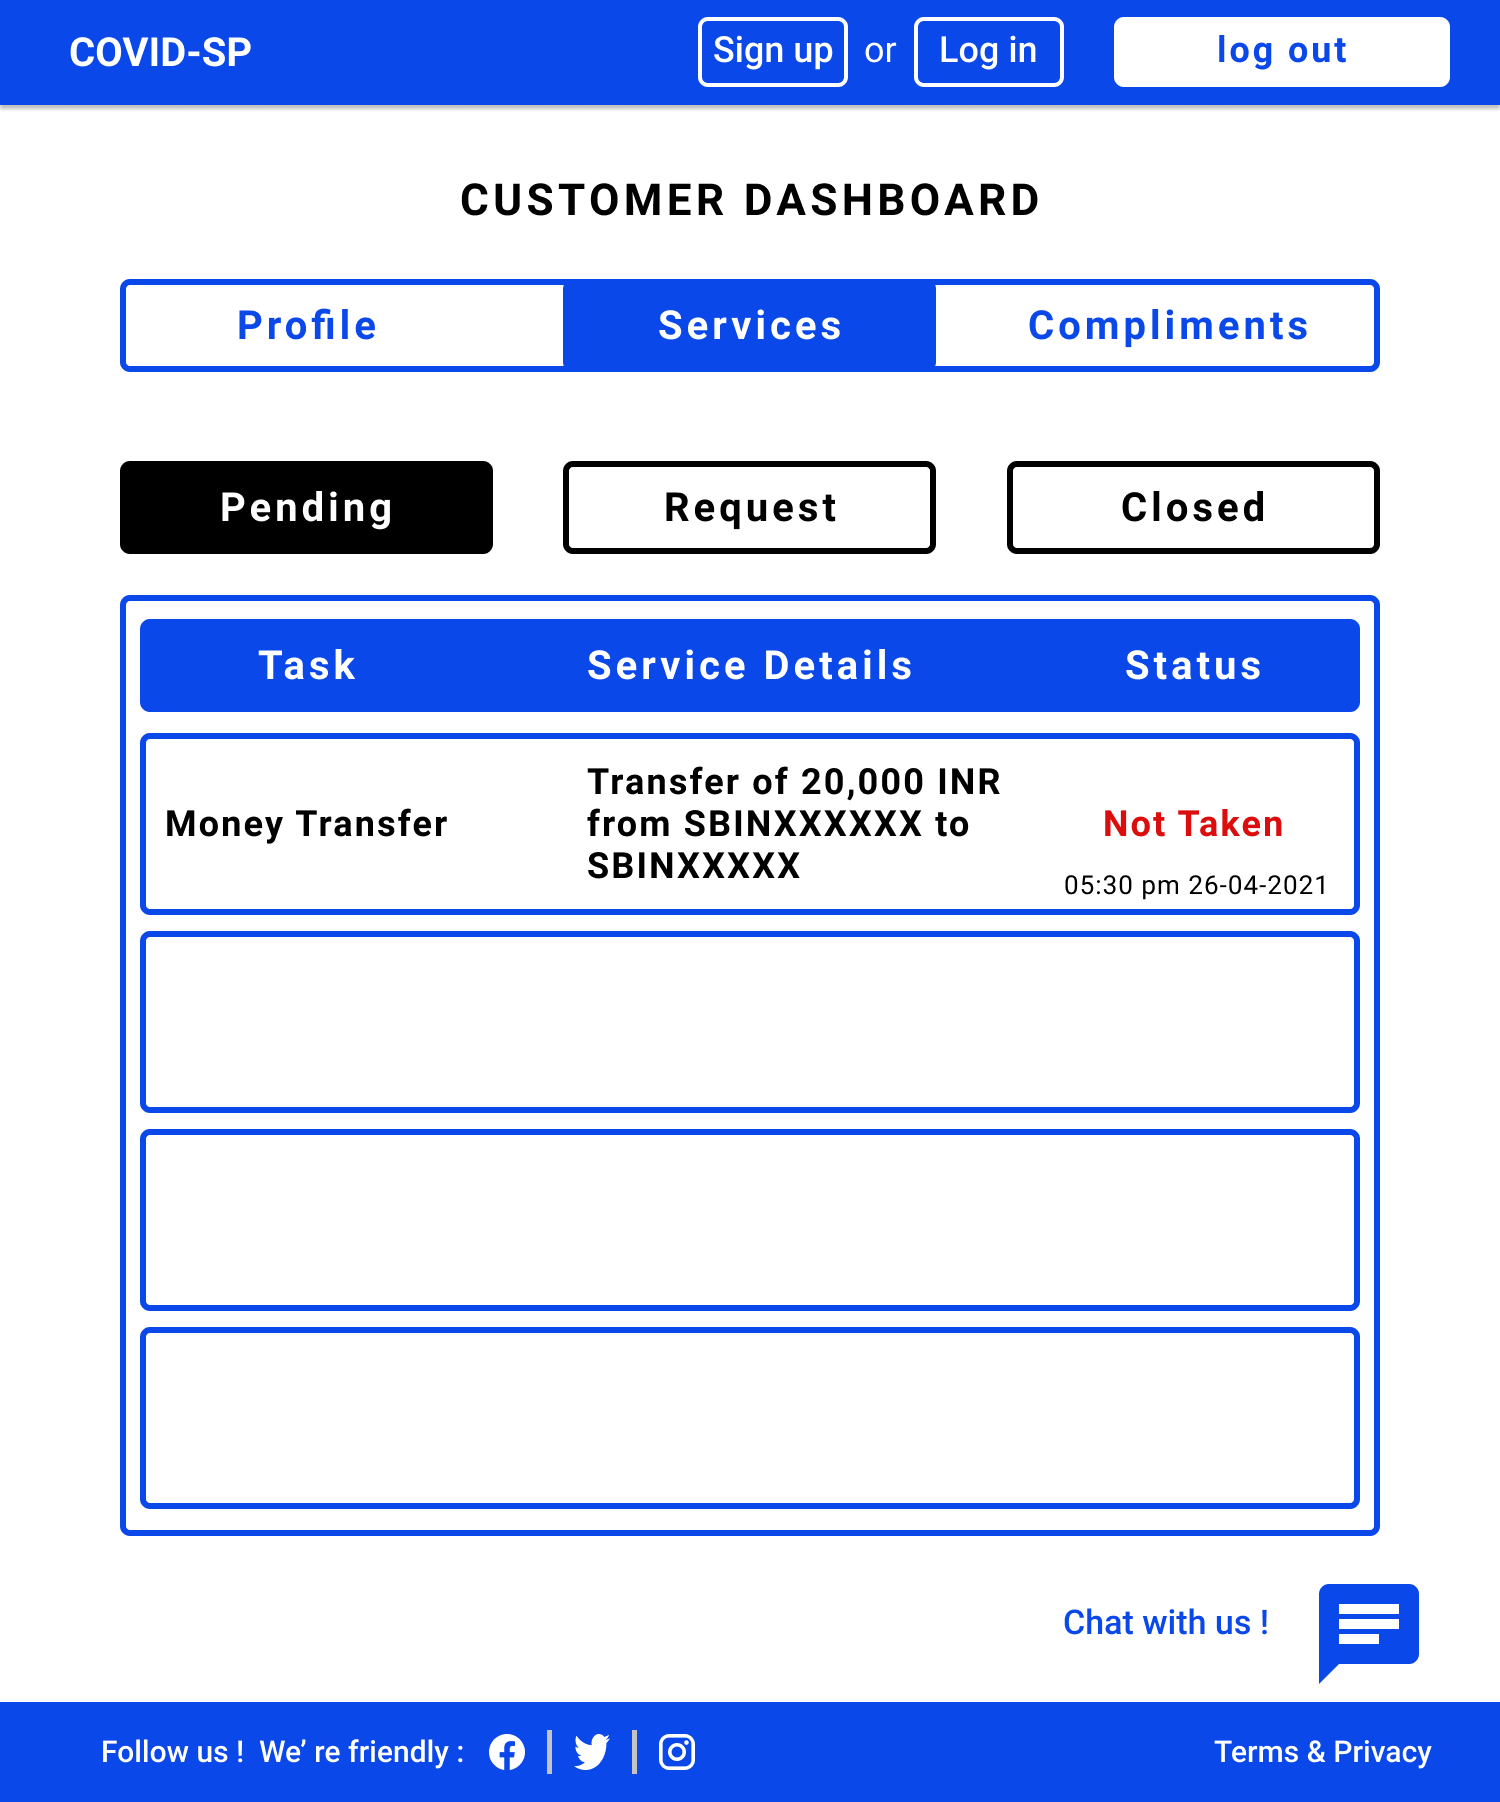 COVID-SP
Sign up or Log in
log out
CUSTOMER DASHBOARD
Profile Services Compliments
Pending Request Closed
Task Service Details Status
Money Transfer
Transfer of 20,000 INR
from SBINXXXXXX to
SBINXXXXX
Not Taken
05:30 pm 26-04-2021
Chat with us !
Follow us ! We’ re friendly :
Terms & Privacy